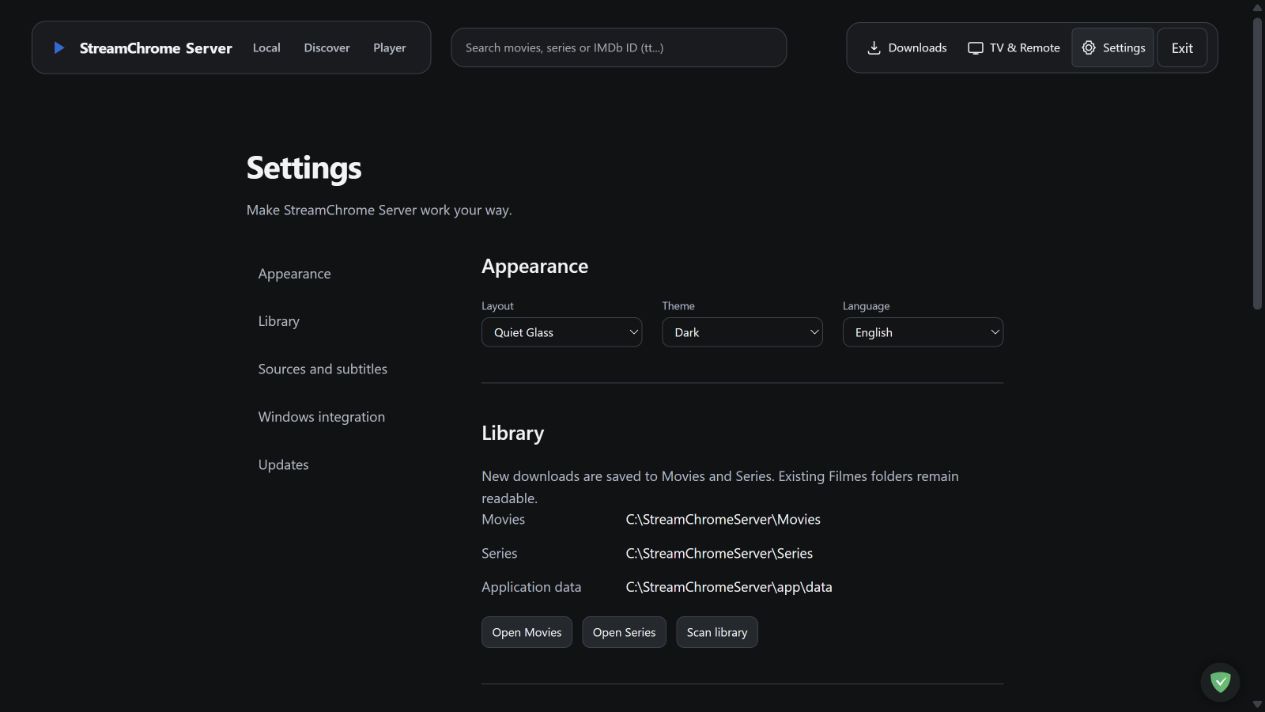 StreamChrome Server Local Discover Player Search movies, series or IMDb ID (tt...) Downloads TV & Remote Settings Exit
Settings
Make StreamChrome Server work your way.
Appearance
Library
Sources and subtitles
Windows integration
Updates
Appearance
Layout Theme Language
Quiet Glass Dark English
Library
New downloads are saved to Movies and Series. Existing Filmes folders remain
readable.
Movies C:\StreamChromeServer\Movies
Series C:\StreamChromeServer\Series
Application data C:\StreamChromeServer\app\data
Open Movies Open Series Scan library